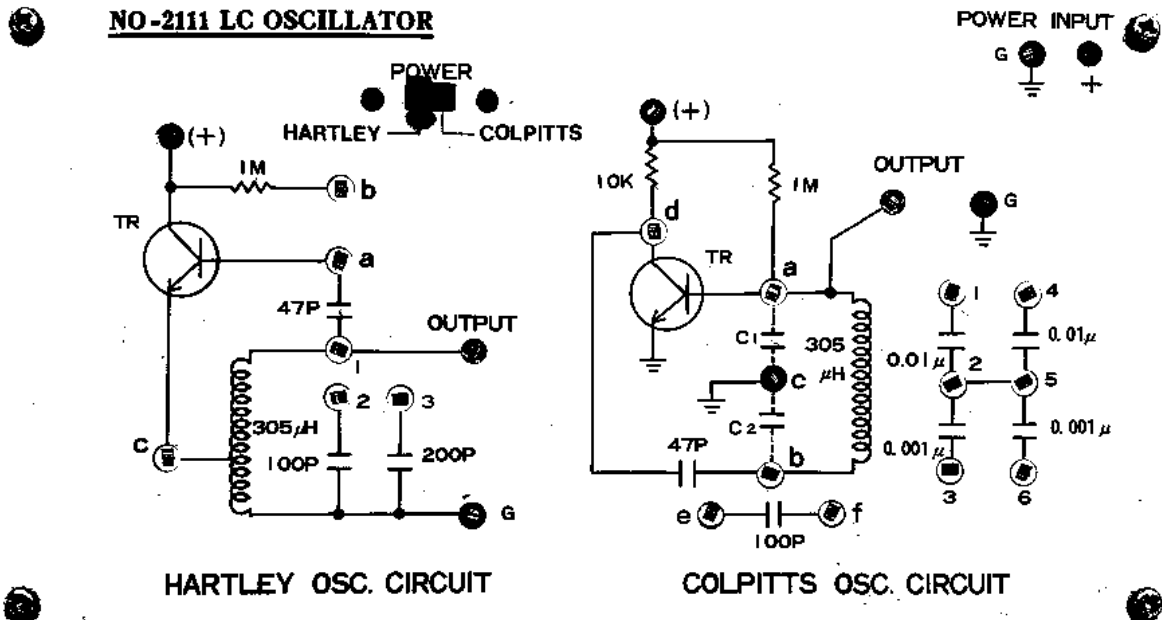 NO-2111 LC OSCILLATOR
POWER INPUT
G
+
POWER
HARTLEY
COLPITTS
(+)
1M
b
TR
a
47P
OUTPUT
1
2
3
305μH
100P
200P
C
G
HARTLEY OSC. CIRCUIT
(+)
10K
1M
d
TR
a
OUTPUT
G
C1
305
μH
C
C2
47P
b
e
f
100P
1
4
0.01μ
0.01μ
2
5
0.001μ
0.001μ
3
6
COLPITTS OSC. CIRCUIT